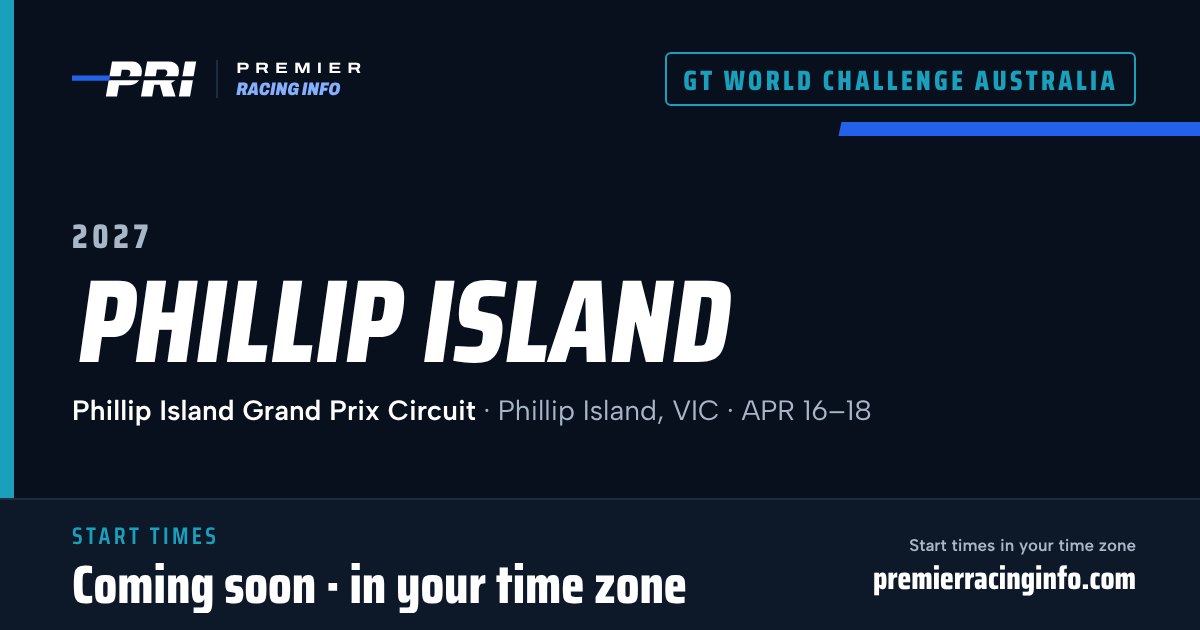 PRI
PREMIER
RACING INFO
GT WORLD CHALLENGE AUSTRALIA
2027
PHILLIP ISLAND
Phillip Island Grand Prix Circuit · Phillip Island, VIC · APR 16–18
START TIMES
Coming soon · in your time zone
Start times in your time zone
premierracinginfo.com